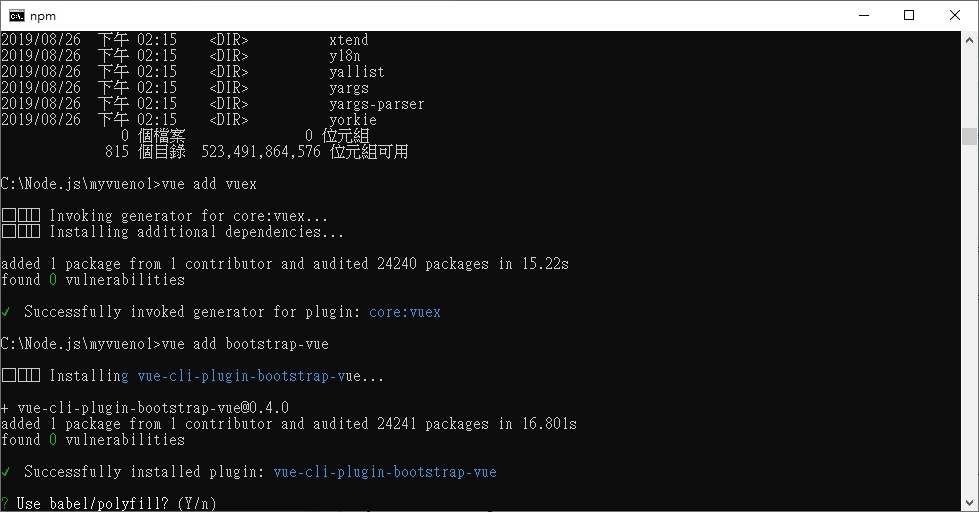 npm
2019/08/26 下午 02:15 <DIR> xtend
2019/08/26 下午 02:15 <DIR> y18n
2019/08/26 下午 02:15 <DIR> yallist
2019/08/26 下午 02:15 <DIR> yargs
2019/08/26 下午 02:15 <DIR> yargs-parser
2019/08/26 下午 02:15 <DIR> yorkie
0 個檔案 0 位元組
815 個目錄 523,491,864,576 位元組可用
C:\Node.js\myvueno1>vue add vuex
Invoking generator for core:vuex...
Installing additional dependencies...
added 1 package from 1 contributor and audited 24240 packages in 15.22s
found 0 vulnerabilities
✓ Successfully invoked generator for plugin: core:vuex
C:\Node.js\myvueno1>vue add bootstrap-vue
Installing vue-cli-plugin-bootstrap-vue...
+ vue-cli-plugin-bootstrap-vue@0.4.0
added 1 package from 1 contributor and audited 24241 packages in 16.801s
found 0 vulnerabilities
✓ Successfully installed plugin: vue-cli-plugin-bootstrap-vue
? Use babel/polyfill? (Y/n)